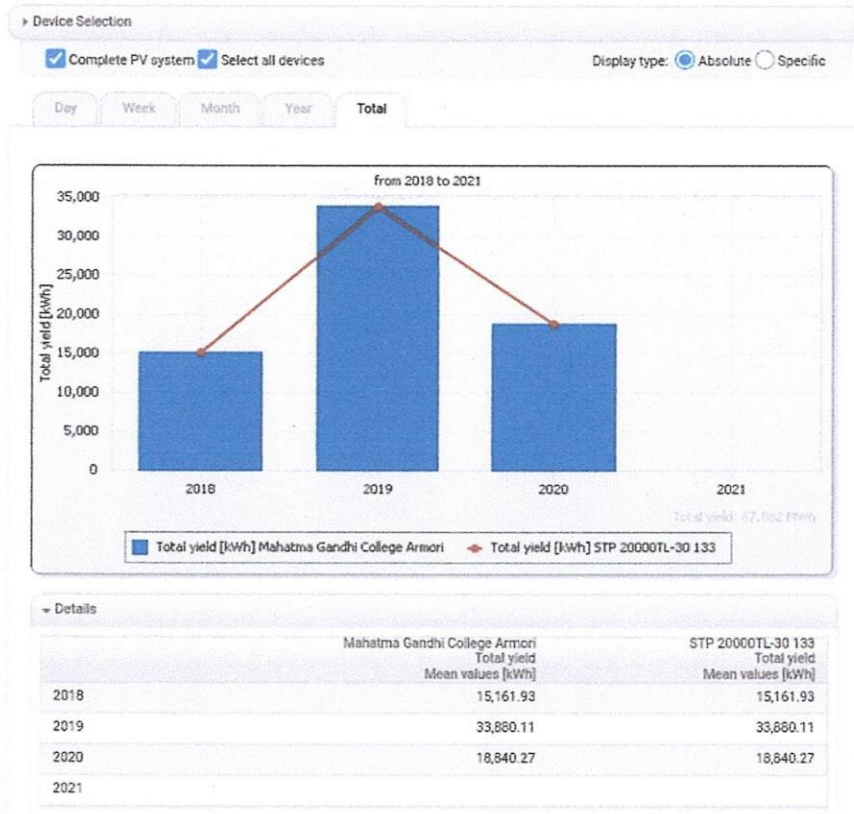 Device Selection
Complete PV system Select all devices Display type: Absolute Specific
Day Week Month Year Total
from 2018 to 2021
Total yield [kWh]
35,000
30,000
25,000
20,000
15,000
10,000
5,000
0
2018 2019 2020 2021
Total yield: 67.882 MWh
Total yield [kWh] Mahatma Gandhi College Armori Total yield [kWh] STP 20000TL-30 133
Details
Mahatma Gandhi College Armori STP 20000TL-30 133
Total yield Total yield
Mean values [kWh] Mean values [kWh]
2018 15,161.93 15,161.93
2019 33,880.11 33,880.11
2020 18,840.27 18,840.27
2021